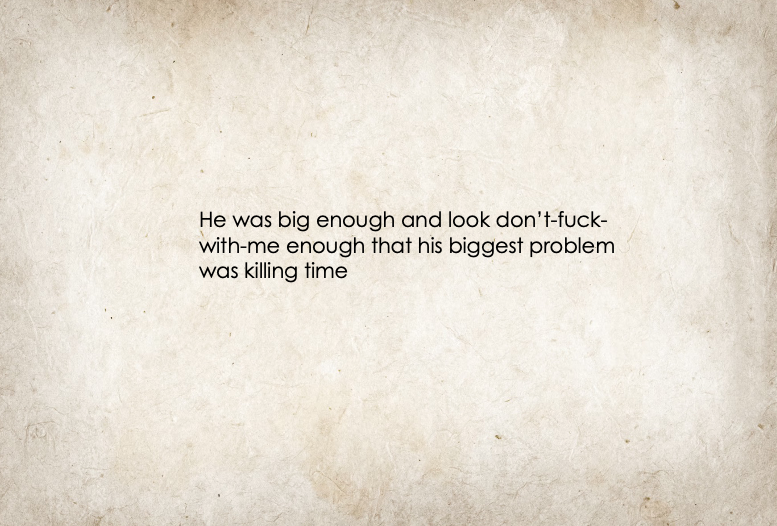 He was big enough and look don’t-fuck-
with-me enough that his biggest problem
was killing time